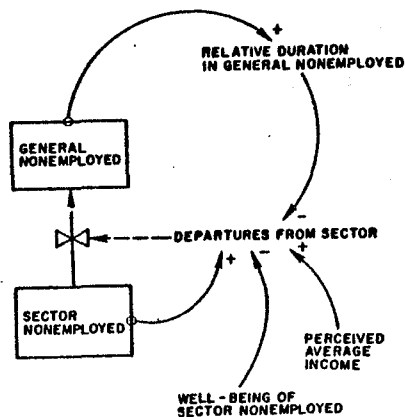 +
RELATIVE DURATION
IN GENERAL NONEMPLOYED
GENERAL
NONEMPLOYED
-
DEPARTURES FROM SECTOR
+
-
+
SECTOR
NONEMPLOYED
PERCEIVED
AVERAGE
INCOME
WELL-BEING OF
SECTOR NONEMPLOYED